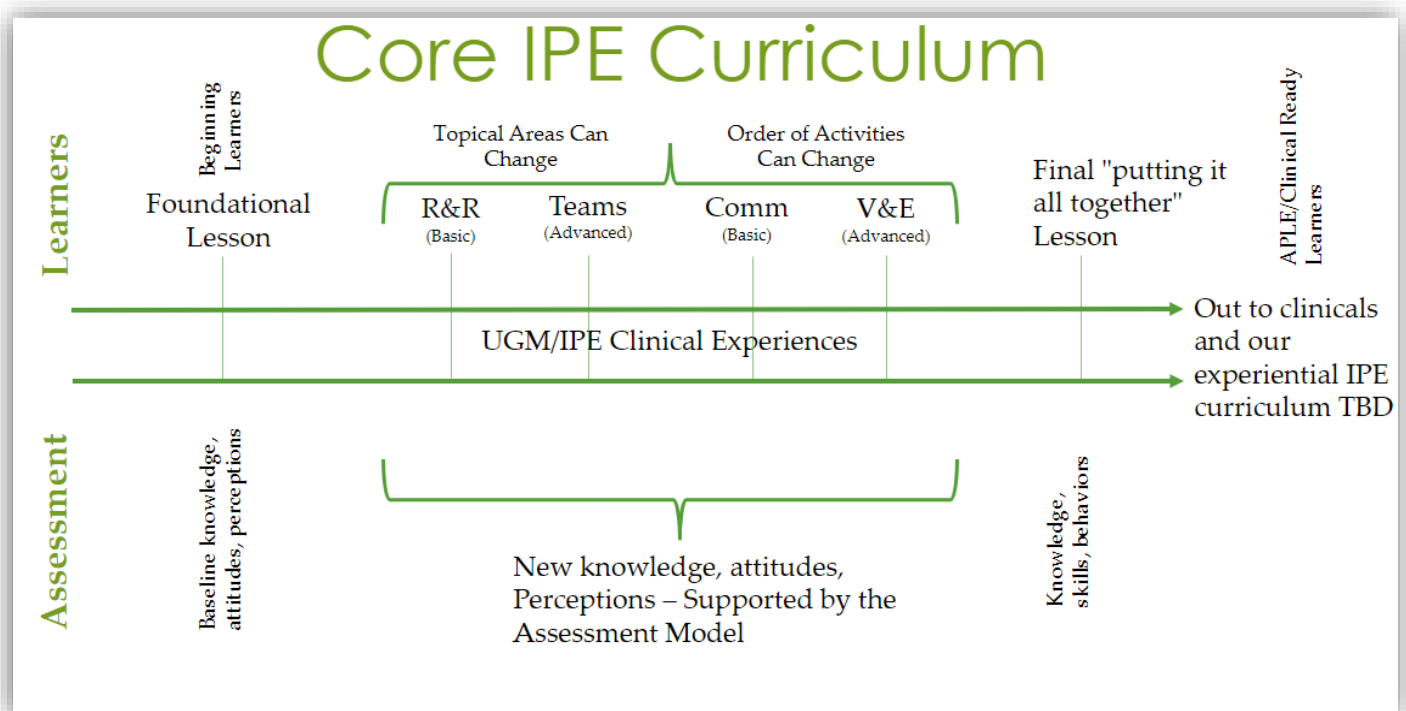 Core IPE Curriculum
Learners
Beginning
Learners
Foundational
Lesson
Topical Areas Can
Change
Order of Activities
Can Change
R&R
(Basic)
Teams
(Advanced)
Comm
(Basic)
V&E
(Advanced)
Final "putting it
all together"
Lesson
APLE/Clinical Ready
Learners
UGM/IPE Clinical Experiences
Out to clinicals
and our
experiential IPE
curriculum TBD
Assessment
Baseline knowledge,
attitudes, perceptions
New knowledge, attitudes,
Perceptions – Supported by the
Assessment Model
Knowledge,
skills, behaviors